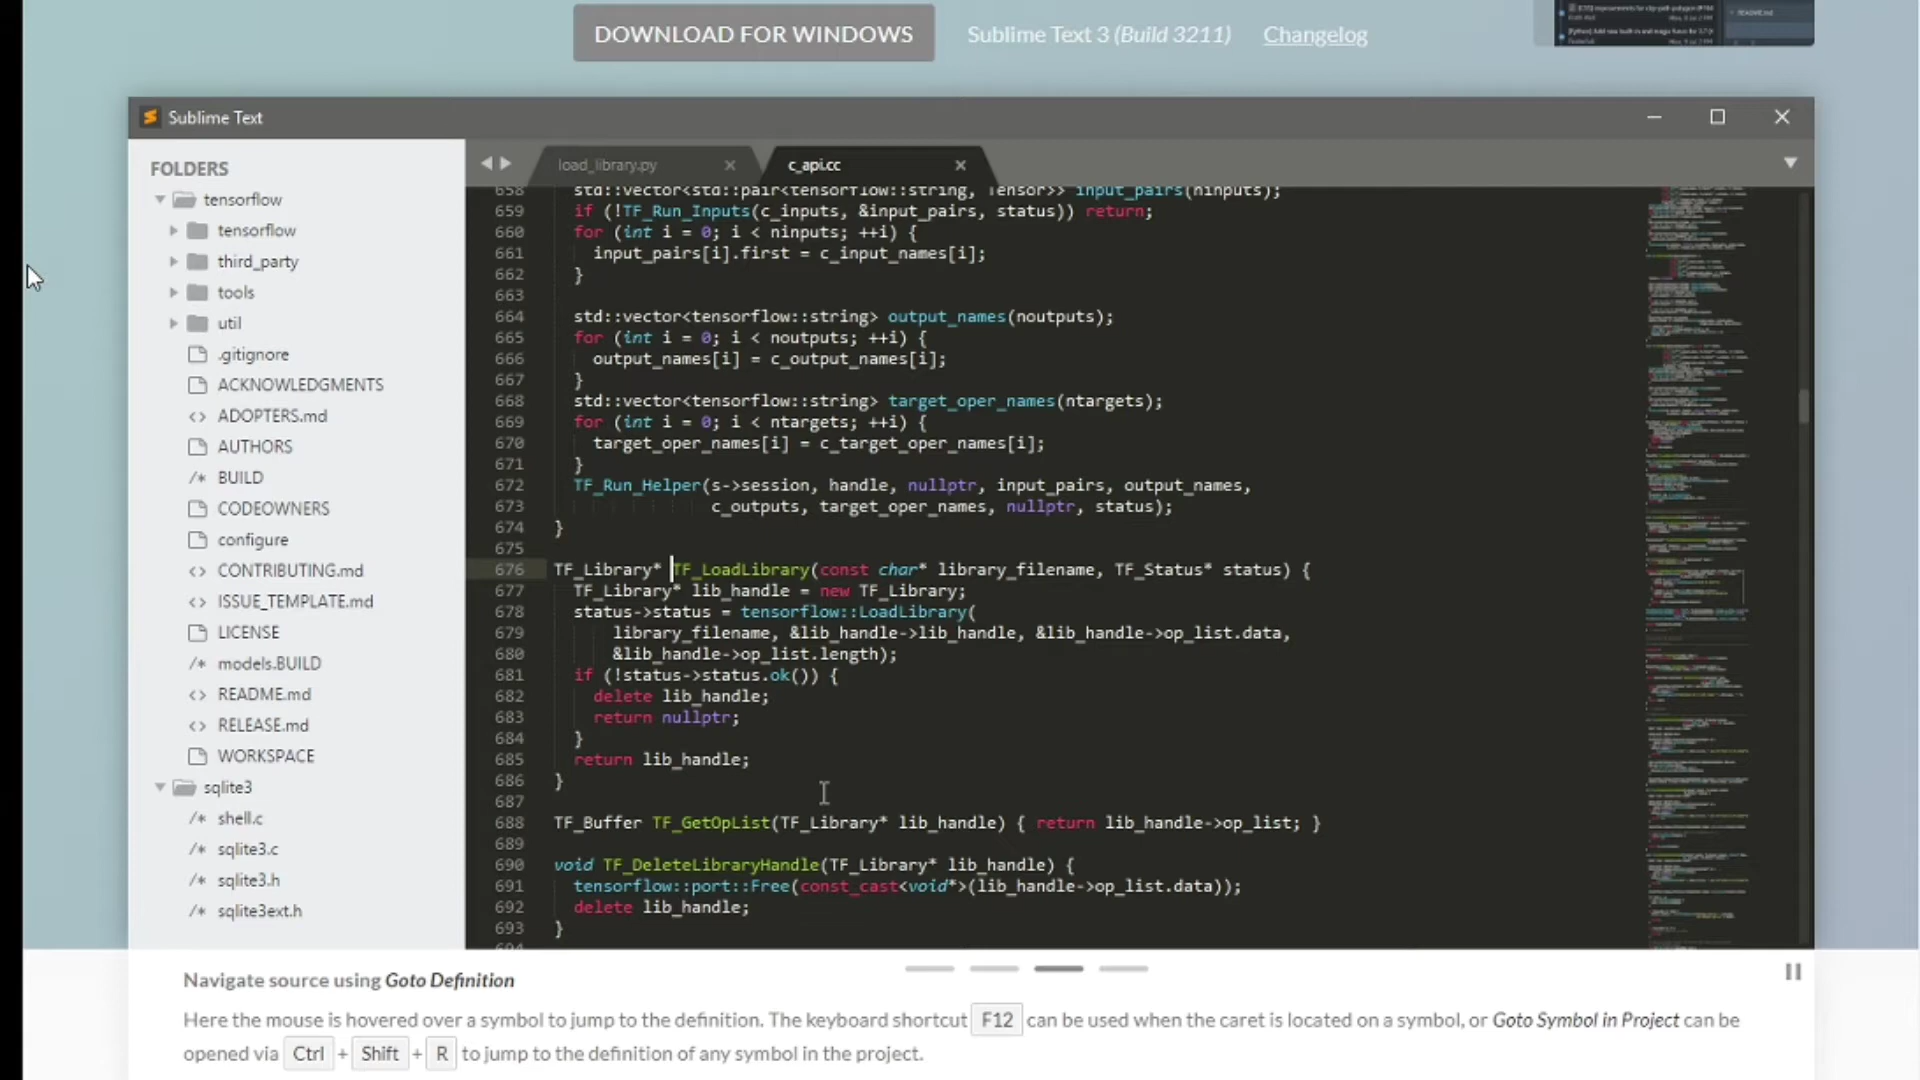 DOWNLOAD FOR WINDOWS Sublime Text 3 (Build 3211) Changelog
Sublime Text
FOLDERS
tensorflow
tensorflow
third_party
tools
util
.gitignore
ACKNOWLEDGMENTS
ADOPTERS.md
AUTHORS
BUILD
CODEOWNERS
configure
CONTRIBUTING.md
ISSUE_TEMPLATE.md
LICENSE
models.BUILD
README.md
RELEASE.md
WORKSPACE
sqlite3
shell.c
sqlite3.c
sqlite3.h
sqlite3ext.h
load_library.py
c_api.cc
658 std::vector<std::pair<tensorflow::string, Tensor>> input_pairs(ninputs);
659 if (!TF_Run_Inputs(c_inputs, &input_pairs, status)) return;
660 for (int i = 0; i < ninputs; ++i) {
661 input_pairs[i].first = c_input_names[i];
662 }
663
664 std::vector<tensorflow::string> output_names(noutputs);
665 for (int i = 0; i < noutputs; ++i) {
666 output_names[i] = c_output_names[i];
667 }
668 std::vector<tensorflow::string> target_oper_names(ntargets);
669 for (int i = 0; i < ntargets; ++i) {
670 target_oper_names[i] = c_target_oper_names[i];
671 }
672 TF_Run_Helper(s->session, handle, nullptr, input_pairs, output_names,
673 c_outputs, target_oper_names, nullptr, status);
674 }
675
676 TF_Library* TF_LoadLibrary(const char* library_filename, TF_Status* status) {
677 TF_Library* lib_handle = new TF_Library;
678 status->status = tensorflow::LoadLibrary(
679 library_filename, &lib_handle->lib_handle, &lib_handle->op_list.data,
680 &lib_handle->op_list.length);
681 if (!status->status.ok()) {
682 delete lib_handle;
683 return nullptr;
684 }
685 return lib_handle;
686 }
687
688 TF_Buffer TF_GetOpList(TF_Library* lib_handle) { return lib_handle->op_list; }
689
690 void TF_DeleteLibraryHandle(TF_Library* lib_handle) {
691 tensorflow::port::Free(const_cast<void*>(lib_handle->op_list.data));
692 delete lib_handle;
693 }
694
Navigate source using Goto Definition
Here the mouse is hovered over a symbol to jump to the definition. The keyboard shortcut F12 can be used when the caret is located on a symbol, or Goto Symbol in Project can be
opened via Ctrl + Shift + R to jump to the definition of any symbol in the project.